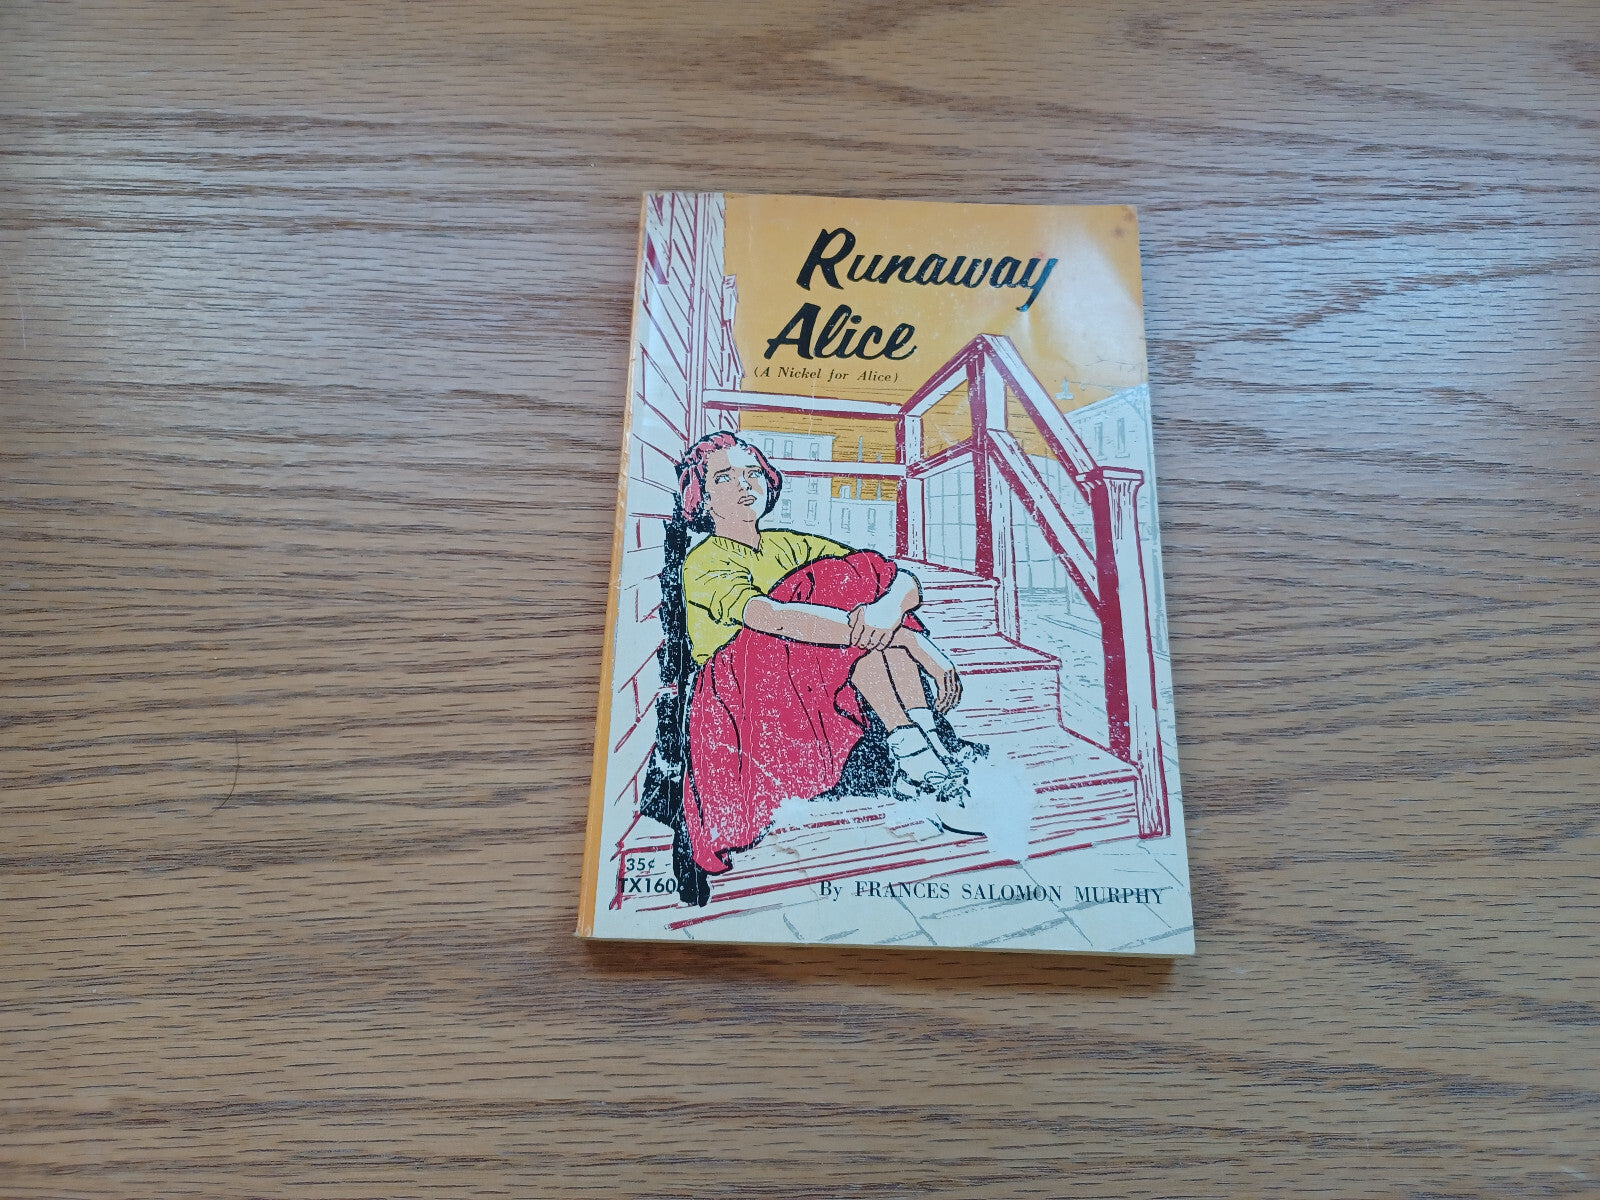 Runaway
Alice
(A Nickel for Alice)
35¢
TX160
By FRANCES SALOMON MURPHY